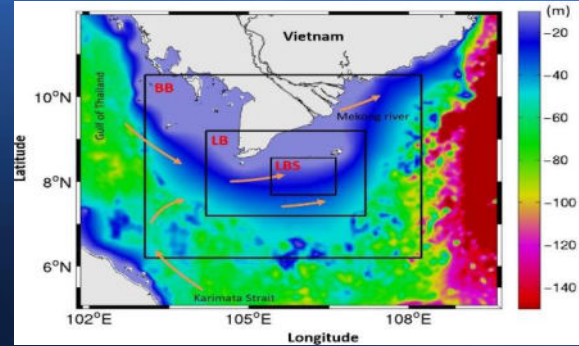 (m)
Vietnam
BB
LB
LBS
Gulf of Thailand
Mekong river
Karimata Strait
Latitude
10°N
8°N
6°N
102°E
105°E
108°E
Longitude
-20
-40
-60
-80
-100
-120
-140